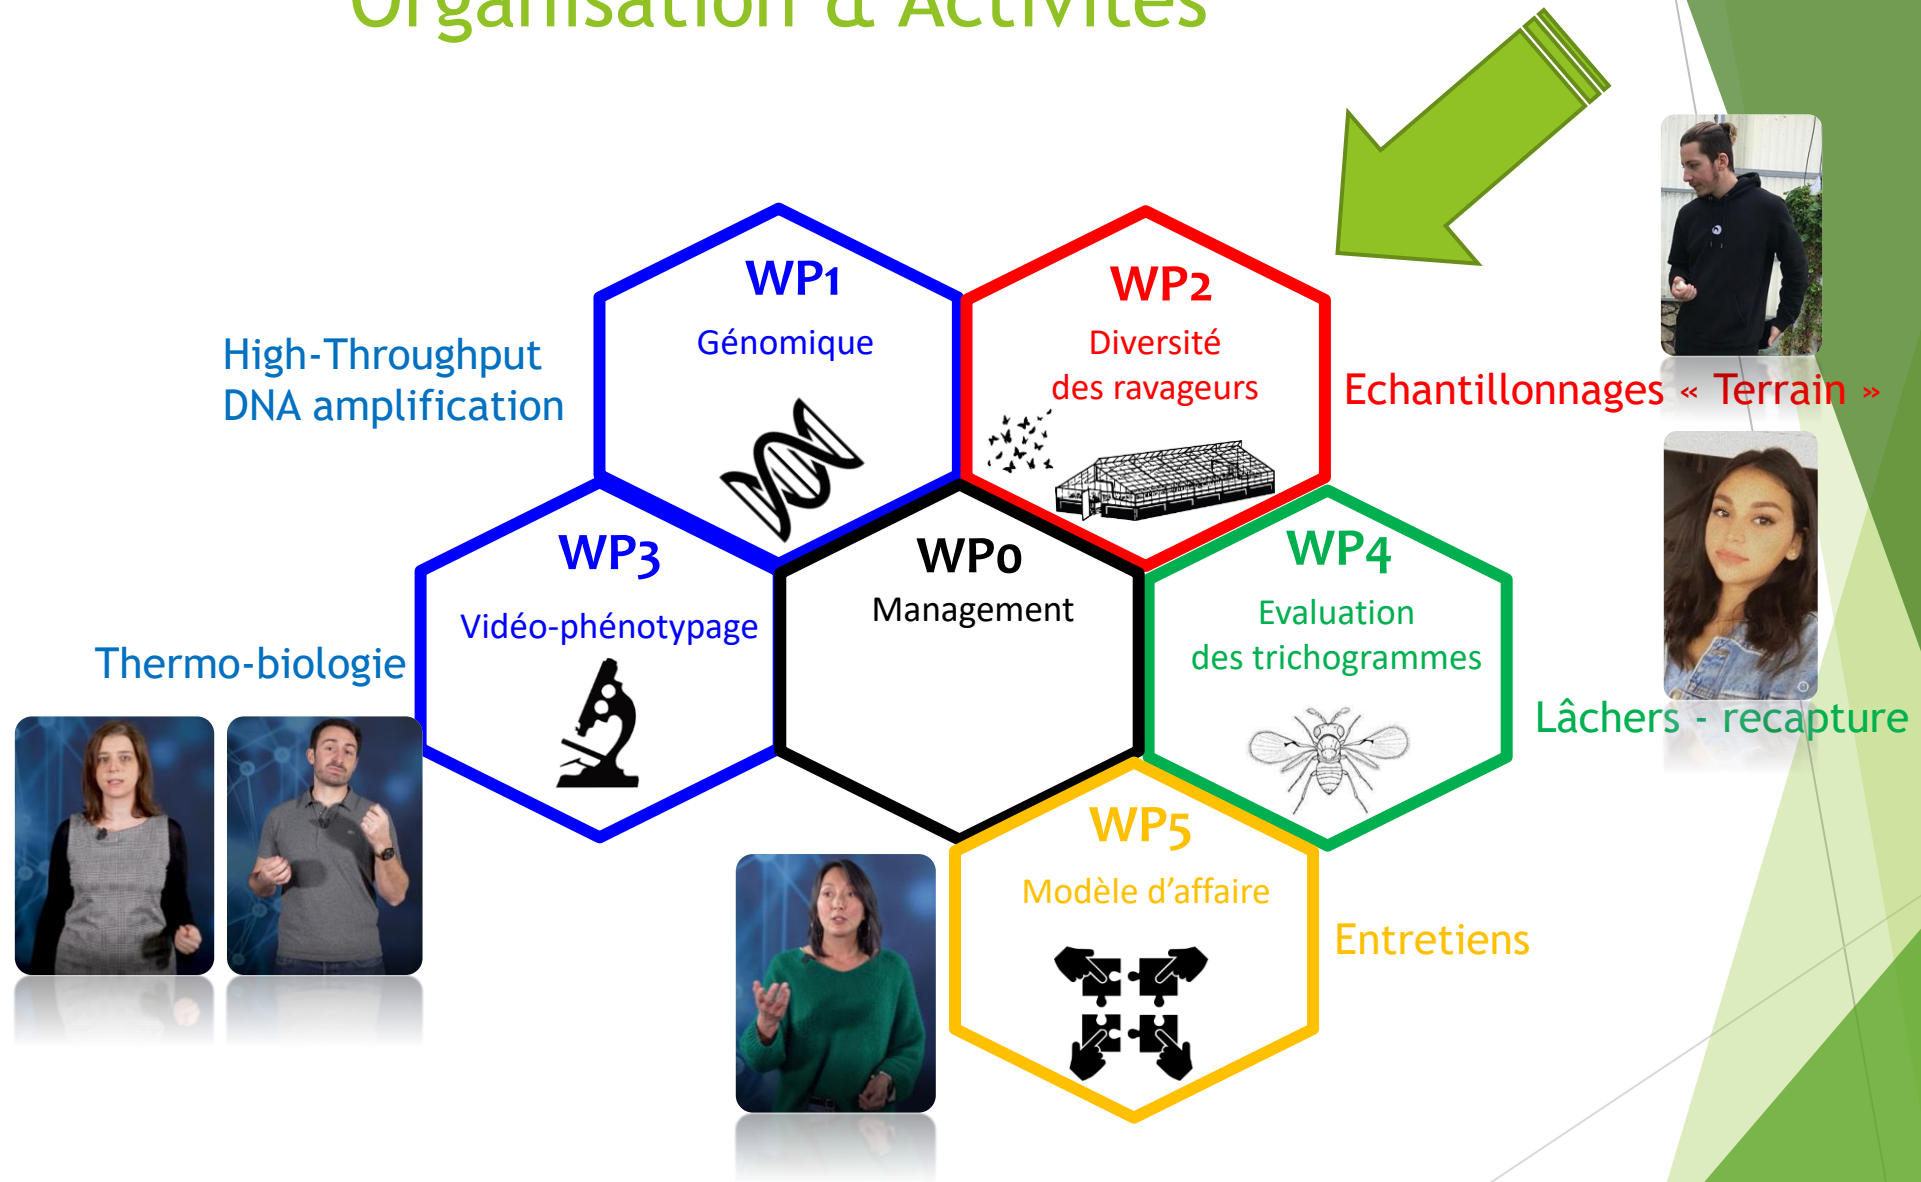 Organisation & Activités
WP1
Génomique
WP2
Diversité
des ravageurs
High-Throughput
DNA amplification
Echantillonnages « Terrain »
WP3
Vidéo-phénotypage
WP0
Management
WP4
Evaluation
des trichogrammes
Thermo-biologie
Lâchers - recapture
WP5
Modèle d’affaire
Entretiens